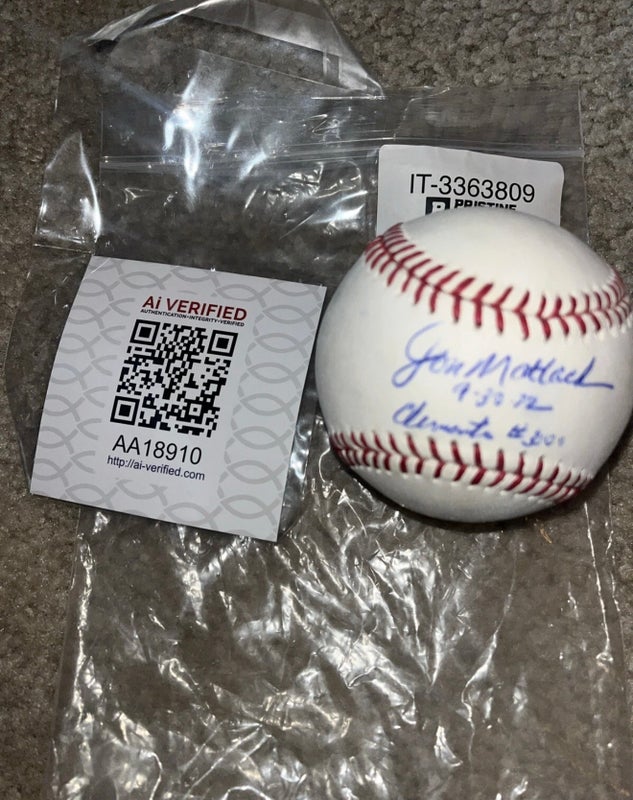 IT-3363809
PRISTINE
Ai VERIFIED
AUTHENTICATION•INTEGRITY•VERIFIED
AA18910
http://ai-verified.com
Jon Matlack
9-30-72
Clemente #3000